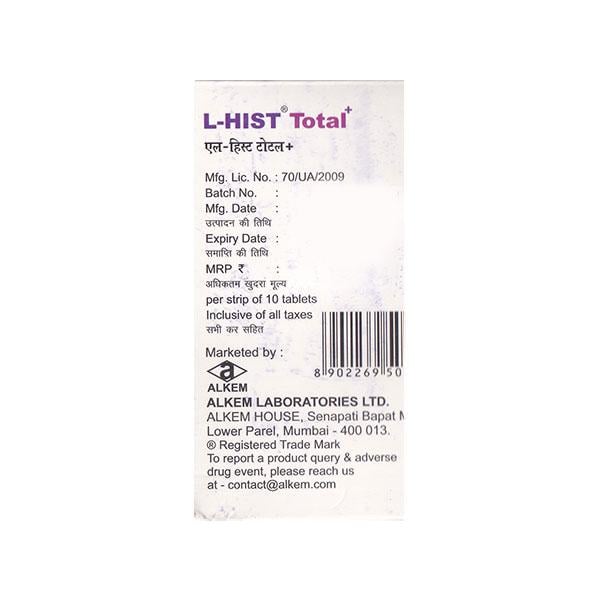 L-HIST® Total+
एल-हिस्ट टोटल+
Mfg. Lic. No. : 70/UA/2009
Batch No. :
Mfg. Date :
उत्पादन की तिथि
Expiry Date :
समाप्ति की तिथि
MRP ₹ :
अधिकतम खुदरा मूल्य
per strip of 10 tablets
Inclusive of all taxes
सभी कर सहित
8 902269 50
Marketed by :
a
ALKEM
ALKEM LABORATORIES LTD.
ALKEM HOUSE, Senapati Bapat M
Lower Parel, Mumbai - 400 013.
® Registered Trade Mark
To report a product query & adverse
drug event, please reach us
at - contact@alkem.com